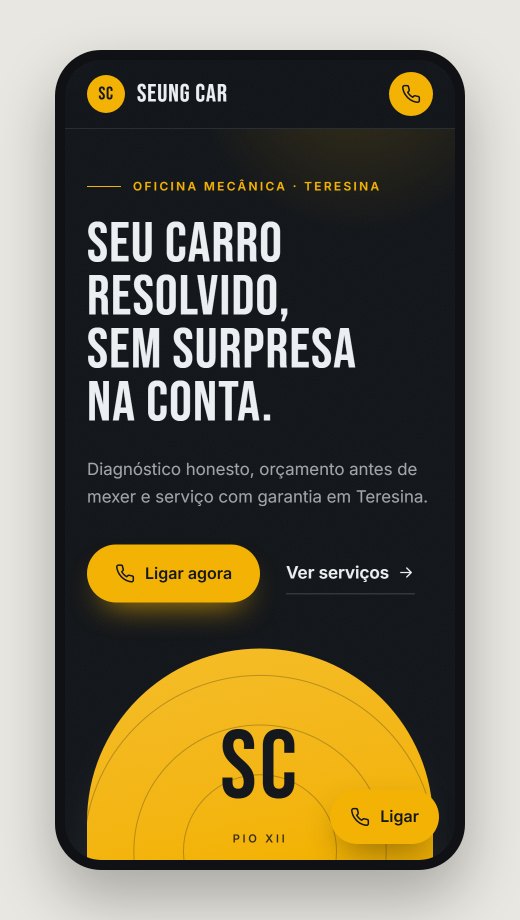 SC SEUNG CAR
OFICINA MECÂNICA · TERESINA
SEU CARRO
RESOLVIDO,
SEM SURPRESA
NA CONTA.
Diagnóstico honesto, orçamento antes de
mexer e serviço com garantia em Teresina.
Ligar agora
Ver serviços →
SC
PIO XII
Ligar